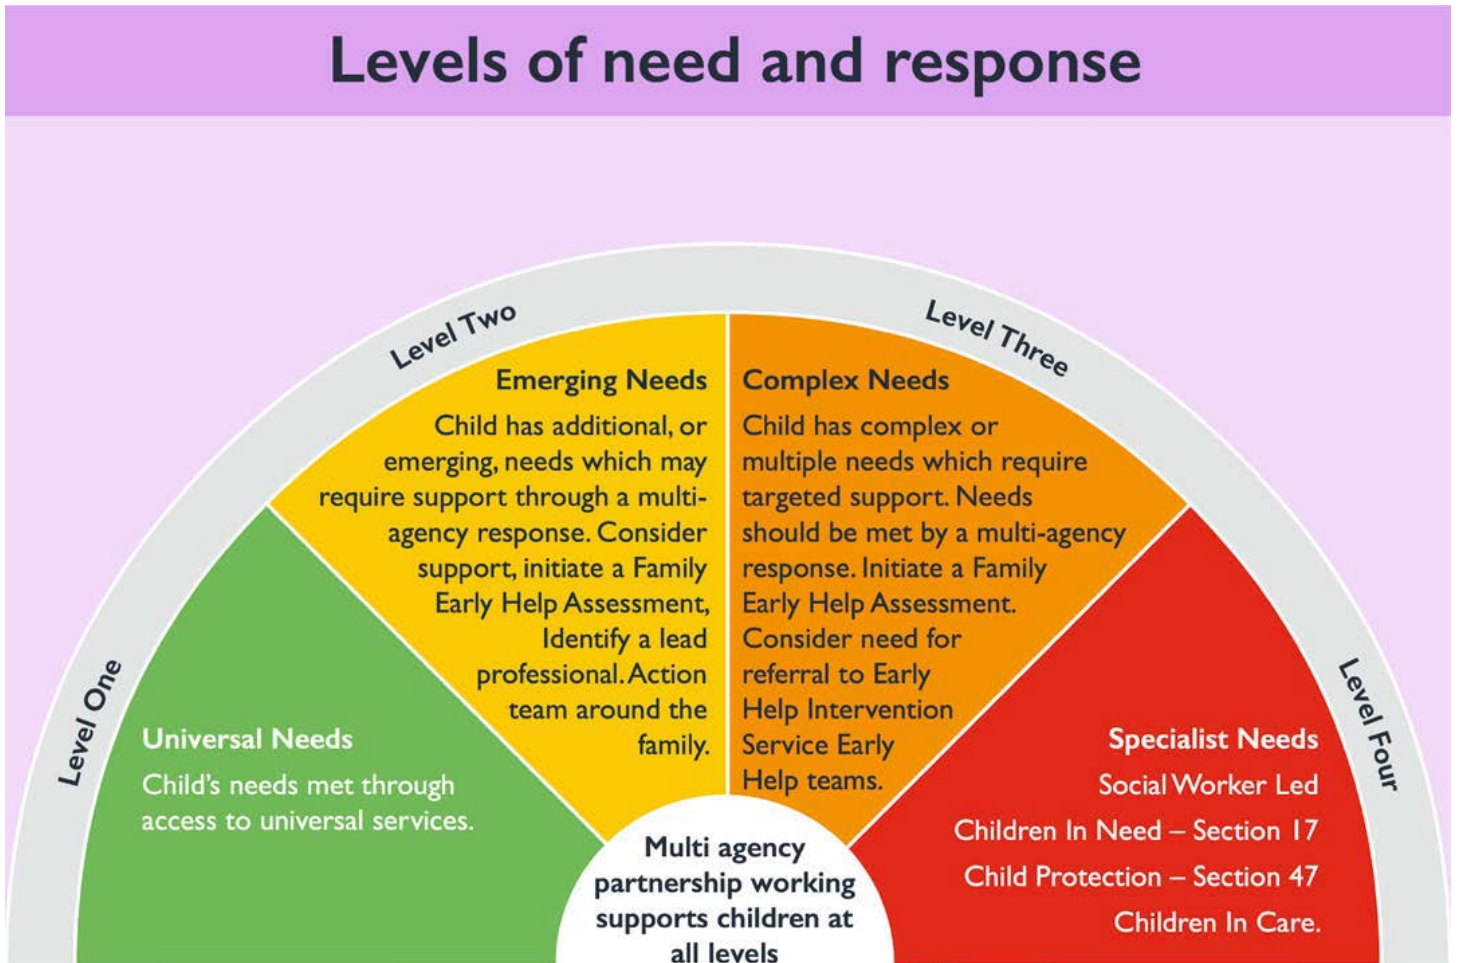 Levels of need and response
Level One
Universal Needs
Child's needs met through
access to universal services.
Level Two
Emerging Needs
Child has additional, or
emerging, needs which may
require support through a multi-
agency response. Consider
support, initiate a Family
Early Help Assessment,
Identify a lead
professional. Action
team around the
family.
Level Three
Complex Needs
Child has complex or
multiple needs which require
targeted support. Needs
should be met by a multi-agency
response. Initiate a Family
Early Help Assessment.
Consider need for
referral to Early
Help Intervention
Service Early
Help teams.
Level Four
Specialist Needs
Social Worker Led
Children In Need – Section 17
Child Protection – Section 47
Children In Care.
Multi agency
partnership working
supports children at
all levels